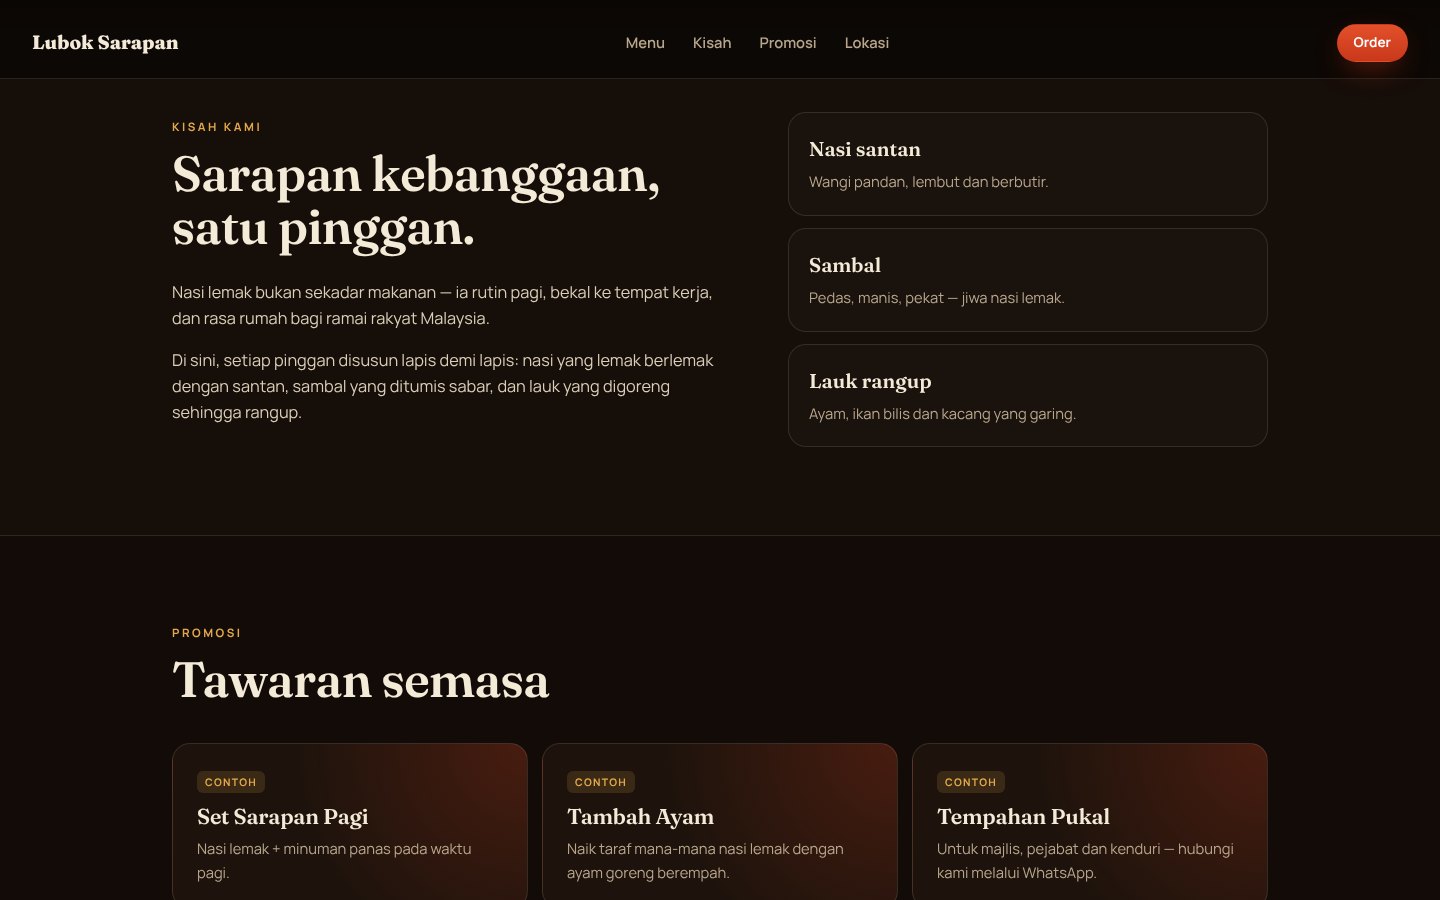 Lubok Sarapan
Menu
Kisah
Promosi
Lokasi
Order
KISAH KAMI
Sarapan kebanggaan,
satu pinggan.
Nasi lemak bukan sekadar makanan — ia rutin pagi, bekal ke tempat kerja,
dan rasa rumah bagi ramai rakyat Malaysia.
Di sini, setiap pinggan disusun lapis demi lapis: nasi yang lemak berlemak
dengan santan, sambal yang ditumis sabar, dan lauk yang digoreng
sehingga rangup.
Nasi santan
Wangi pandan, lembut dan berbutir.
Sambal
Pedas, manis, pekat — jiwa nasi lemak.
Lauk rangup
Ayam, ikan bilis dan kacang yang garing.
PROMOSI
Tawaran semasa
CONTOH
Set Sarapan Pagi
Nasi lemak + minuman panas pada waktu
pagi.
CONTOH
Tambah Ayam
Naik taraf mana-mana nasi lemak dengan
ayam goreng berempah.
CONTOH
Tempahan Pukal
Untuk majlis, pejabat dan kenduri — hubungi
kami melalui WhatsApp.